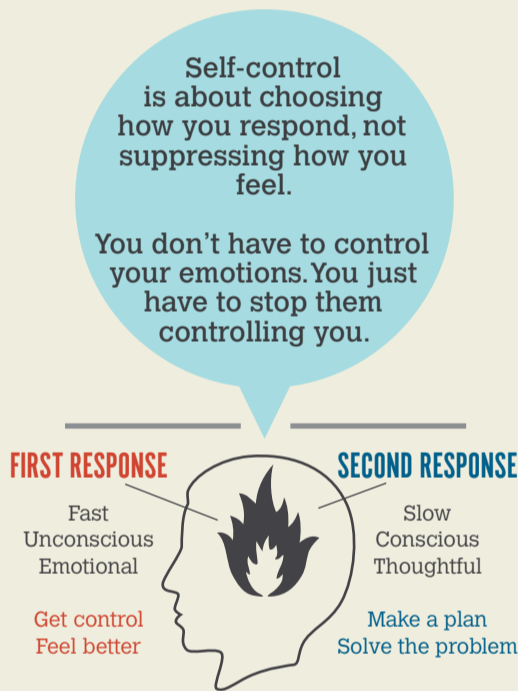 Self-control
is about choosing
how you respond, not
suppressing how you
feel.
You don't have to control
your emotions. You just
have to stop them
controlling you.
FIRST RESPONSE
Fast
Unconscious
Emotional
Get control
Feel better
SECOND RESPONSE
Slow
Conscious
Thoughtful
Make a plan
Solve the problem